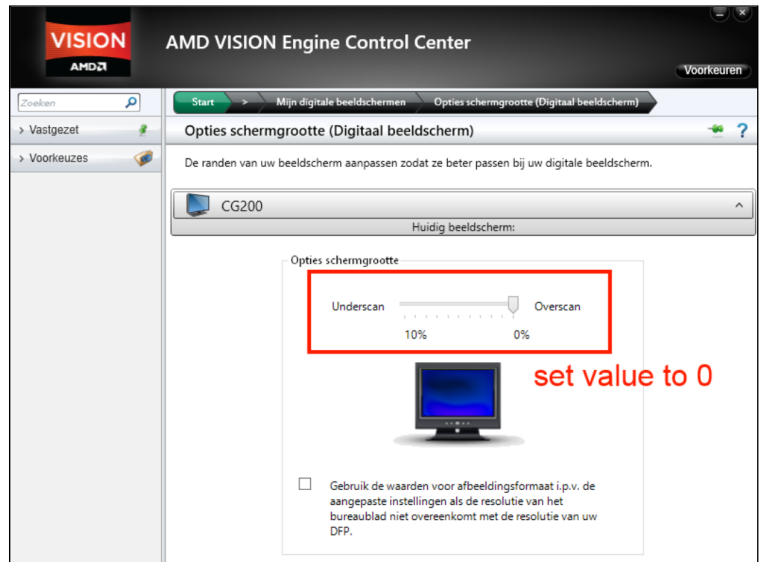 VISION
AMD
AMD VISION Engine Control Center
Voorkeuren
Zoeken
Start > Mijn digitale beeldschermen Opties schermgrootte (Digitaal beeldscherm)
> Vastgezet
Opties schermgrootte (Digitaal beeldscherm)
?
> Voorkeuzes
De randen van uw beeldscherm aanpassen zodat ze beter passen bij uw digitale beeldscherm.
CG200
Huidig beeldscherm:
Opties schermgrootte
Underscan Overscan
10% 0%
set value to 0
Gebruik de waarden voor afbeeldingsformaat i.p.v. de
aangepaste instellingen als de resolutie van het
bureaublad niet overeenkomt met de resolutie van uw
DFP.